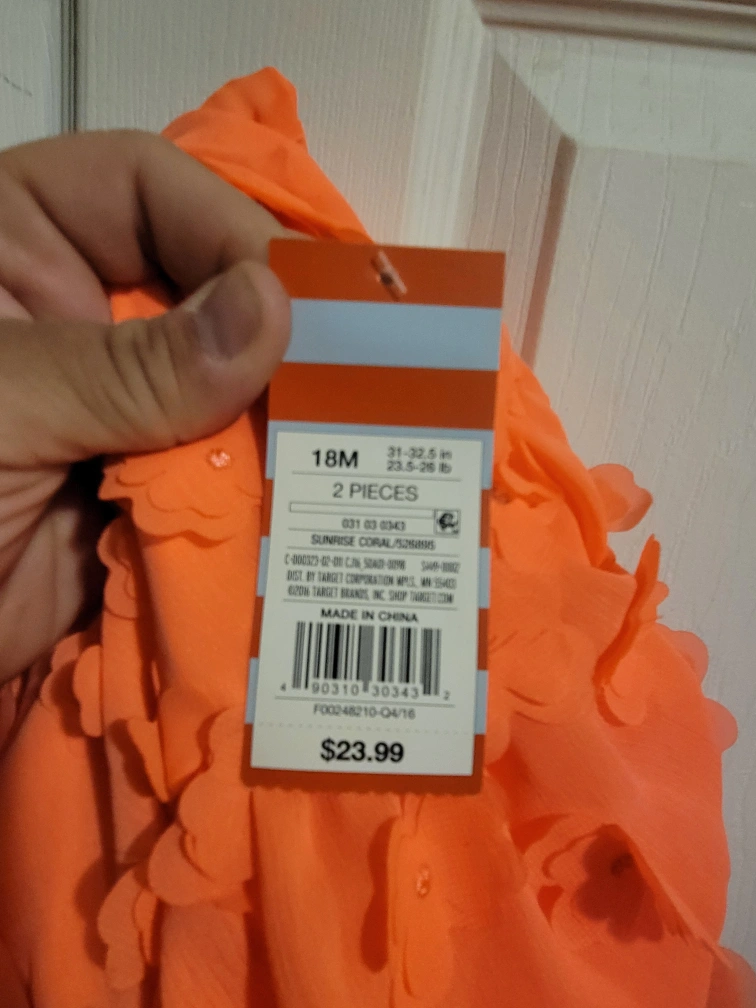 18M
31-32.5 in
23.5-26 lb
2 PIECES
031 03 0343
SUNRISE CORAL/526895
DIST. BY TARGET CORPORATION MPLS., MN 55403
©2016 TARGET BRANDS, INC. SHOP TARGET.COM
MADE IN CHINA
4 90310 30343 2
F00248210-Q4/16
$23.99